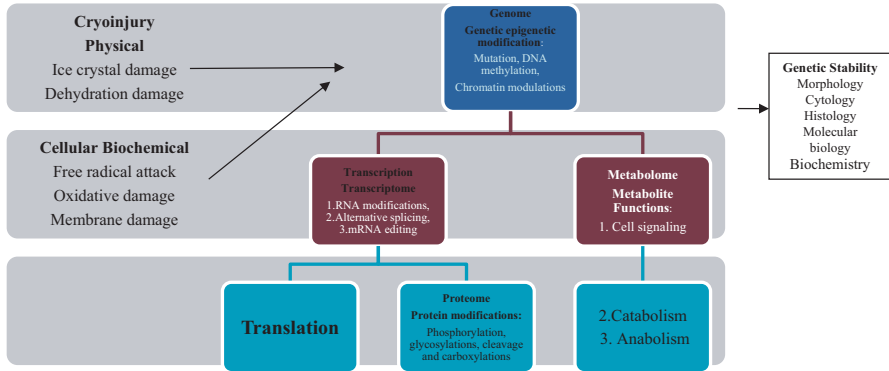 Cryoinjury
Physical
Ice crystal damage
Dehydration damage
Genome
Genetic epigenetic
modification:
Mutation, DNA
methylation,
Chromatin modulations
Genetic Stability
Morphology
Cytology
Histology
Molecular
biology
Biochemistry
Cellular Biochemical
Free radical attack
Oxidative damage
Membrane damage
Transcription
Transcriptome
1.RNA modifications,
2.Alternative splicing,
3.mRNA editing
Metabolome
Metabolite
Functions:
1. Cell signaling
Translation
Proteome
Protein modifications:
Phosphorylation,
glycosylations, cleavage
and carboxylations
2.Catabolism
3. Anabolism